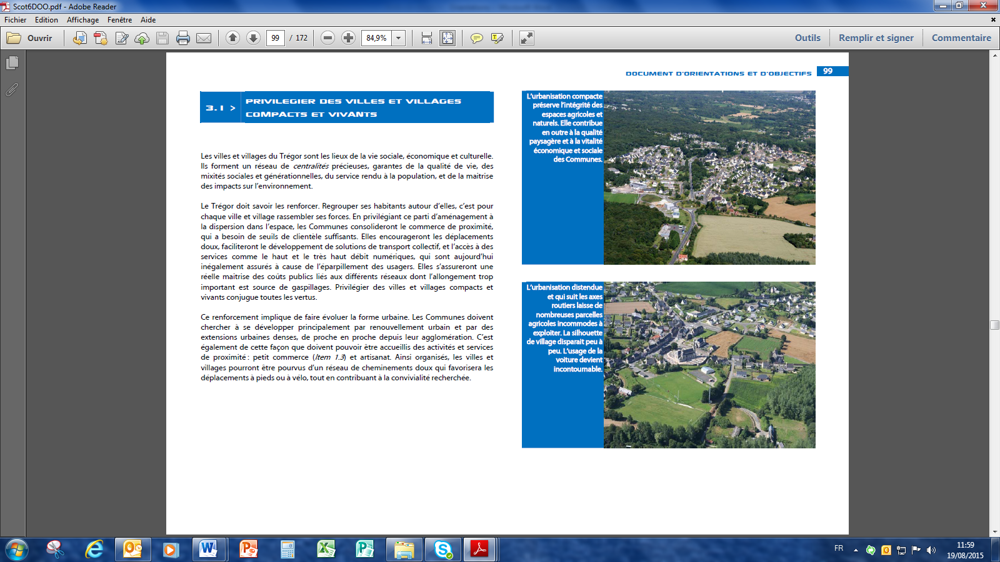 Scot6DOO.pdf - Adobe Reader
Fichier Edition Affichage Fenêtre Aide
Ouvrir 99 / 172 84,9% Outils Remplir et signer Commentaire
DOCUMENT D'ORIENTATIONS ET D'OBJECTIFS 99
3.1 > PRIVILEGIER DES VILLES ET VILLAGES
COMPACTS ET VIVANTS
Les villes et villages du Trégor sont les lieux de la vie sociale, économique et culturelle.
Ils forment un réseau de centralités précieuses, garantes de la qualité de vie, des
mixités sociales et générationnelles, du service rendu à la population, et de la maitrise
des impacts sur l'environnement.
Le Trégor doit savoir les renforcer. Regrouper ses habitants autour d'elles, c'est pour
chaque ville et village rassembler ses forces. En privilégiant ce parti d'aménagement à
la dispersion dans l'espace, les Communes consolideront le commerce de proximité,
qui a besoin de seuils de clientèle suffisants. Elles encourageront les déplacements
doux, faciliteront le développement de solutions de transport collectif, et l'accès à des
services comme le haut et le très haut débit numériques, qui sont aujourd'hui
inégalement assurés à cause de l'éparpillement des usagers. Elles s'assureront une
réelle maitrise des coûts publics liés aux différents réseaux dont l'allongement trop
important est source de gaspillages. Privilégier des villes et villages compacts et
vivants conjugue toutes les vertus.
Ce renforcement implique de faire évoluer la forme urbaine. Les Communes doivent
chercher à se développer principalement par renouvellement urbain et par des
extensions urbaines denses, de proche en proche depuis leur agglomération. C'est
également de cette façon que doivent pouvoir être accueillis des activités et services
de proximité : petit commerce (Item 1.3) et artisanat. Ainsi organisés, les villes et
villages pourront être pourvus d'un réseau de cheminements doux qui favorisera les
déplacements à pieds ou à vélo, tout en contribuant à la convivialité recherchée.
L'urbanisation compacte
préserve l'intégrité des
espaces agricoles et
naturels. Elle contribue
en outre à la qualité
paysagère et à la vitalité
économique et sociale
des Communes.
L'urbanisation distendue
et qui suit les axes
routiers laisse de
nombreuses parcelles
agricoles incommodes à
exploiter. La silhouette
de village disparait peu à
peu. L'usage de la
voiture devient
incontournable.
FR 11:59
19/08/2015